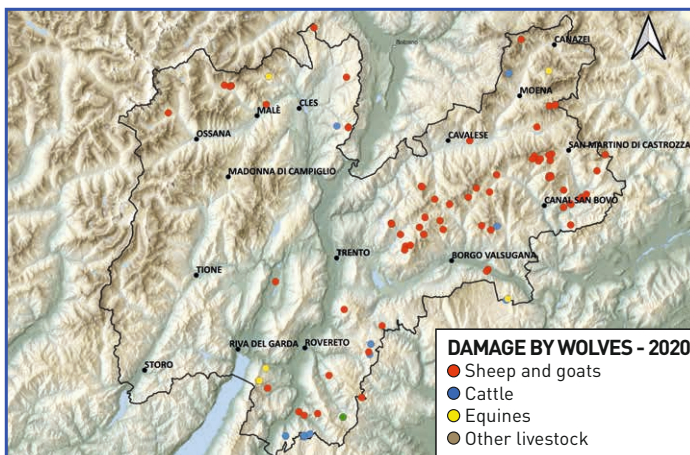 CANAZEI
MOENA
CLES
MALÈ
OSSANA
CAVALESE
SAN MARTINO DI CASTROZZA
MADONNA DI CAMPIGLIO
CANAL SAN BOVO
TRENTO
BORGO VALSUGANA
TIONE
RIVA DEL GARDA
ROVERETO
STORO
DAMAGE BY WOLVES - 2020
Sheep and goats
Cattle
Equines
Other livestock